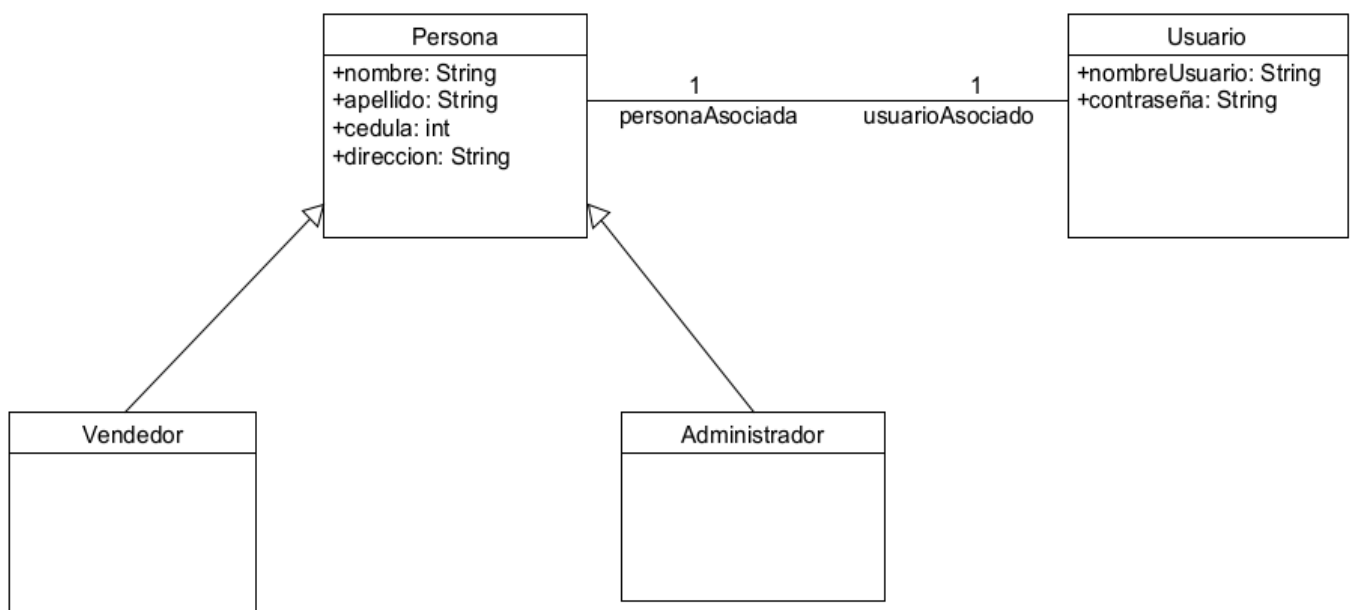 Persona
+nombre: String
+apellido: String
+cedula: int
+direccion: String
1
personaAsociada
1
usuarioAsociado
Usuario
+nombreUsuario: String
+contraseña: String
Vendedor
Administrador